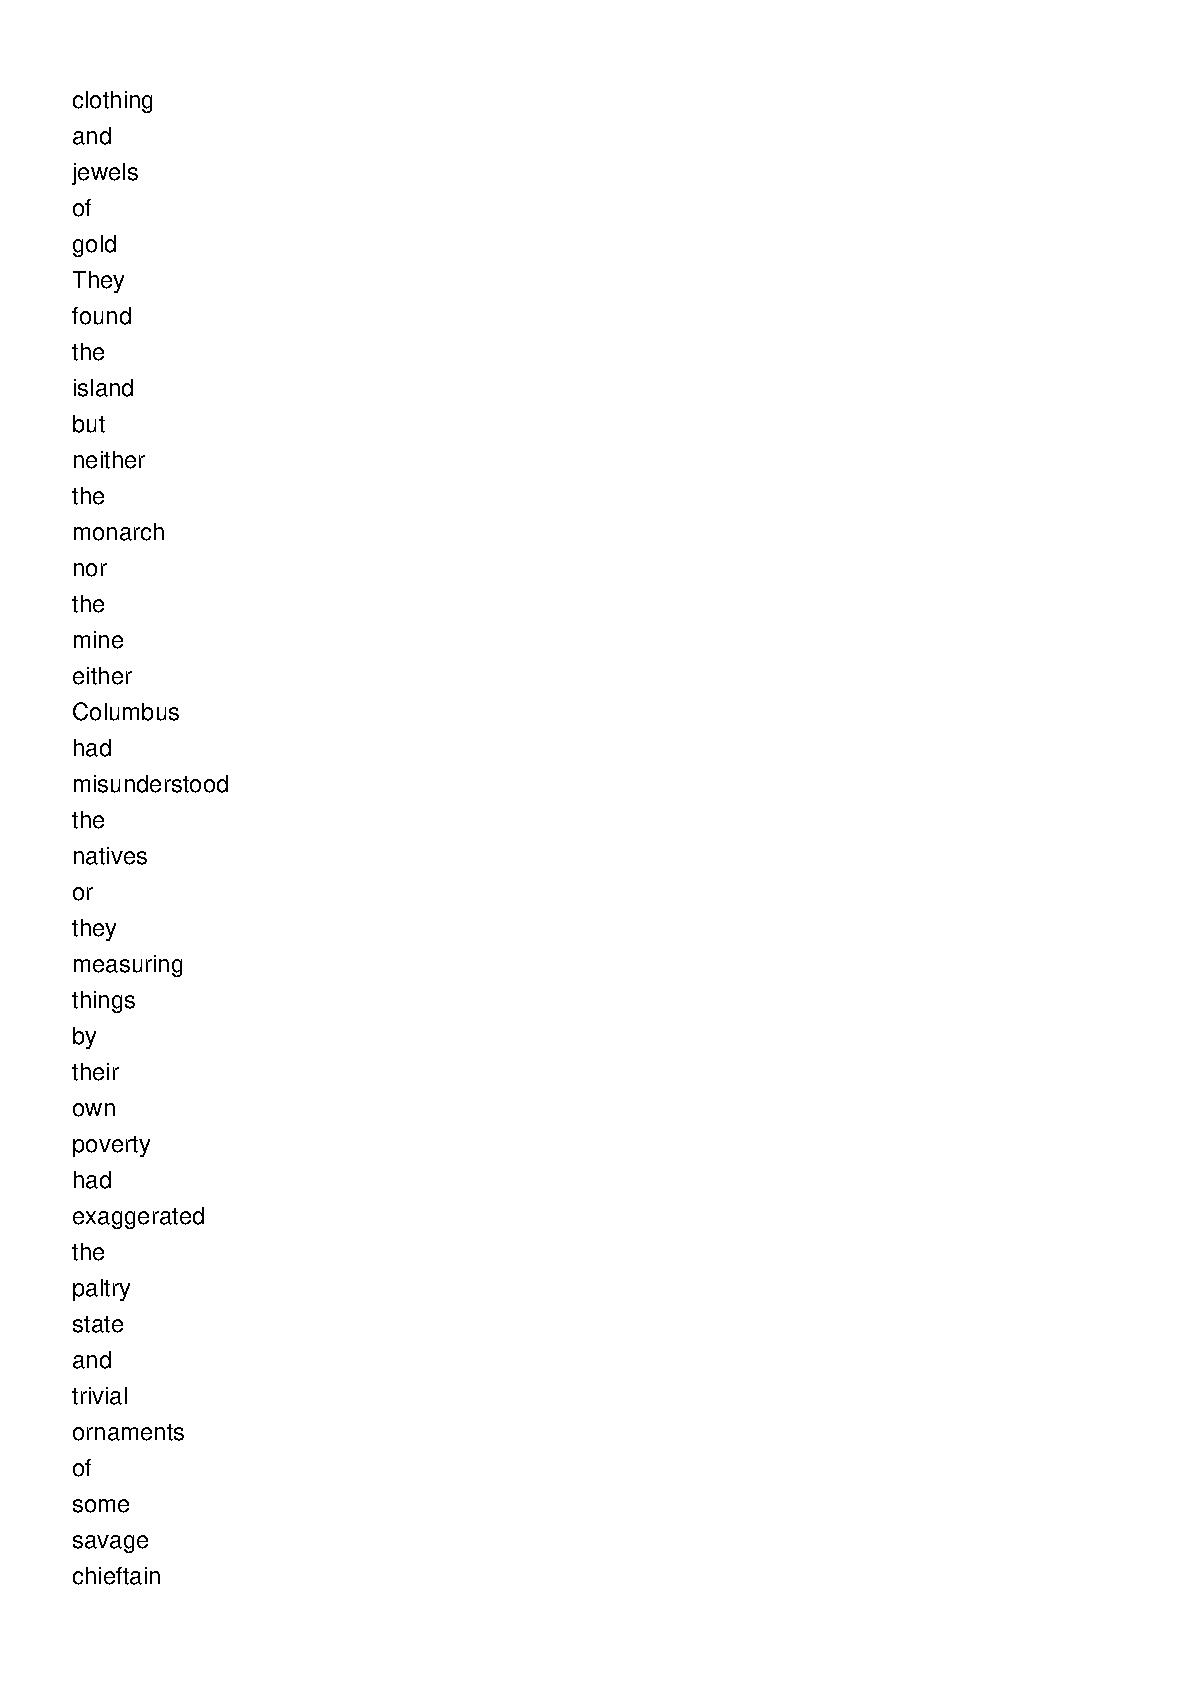 clothing
and
jewels
of
gold
They
found
the
island
but
neither
the
monarch
nor
the
mine
either
Columbus
had
misunderstood
the
natives
or
they
measuring
things
by
their
own
poverty
had
exaggerated
the
paltry
state
and
trivial
ornaments
of
some
savage
chieftain